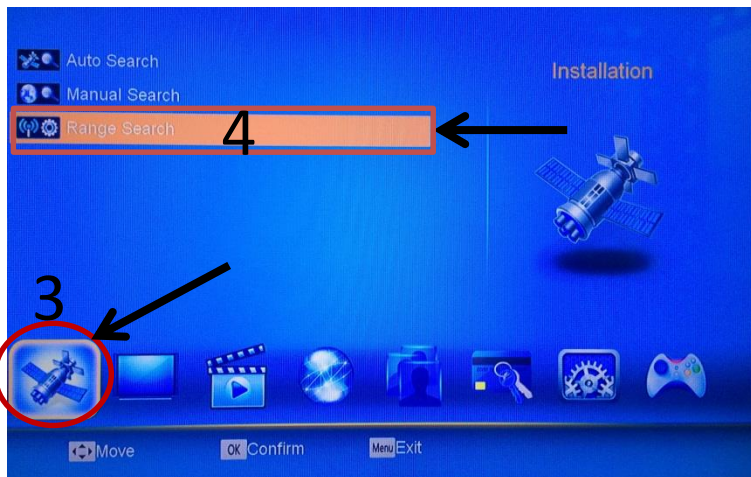 Auto Search
Installation
Manual Search
Range Search
4
3
Move
OK Confirm
Menu Exit